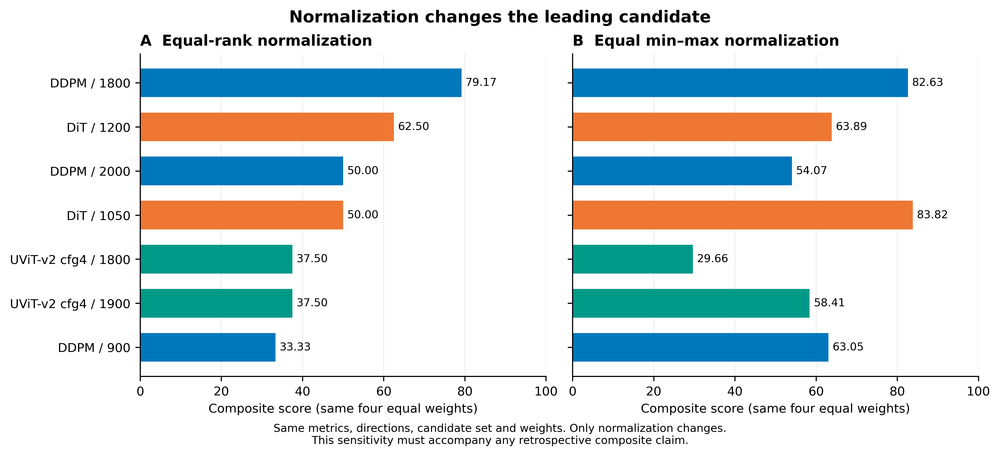 Normalization changes the leading candidate
A Equal-rank normalization
DDPM / 1800
79.17
DiT / 1200
62.50
DDPM / 2000
50.00
DiT / 1050
50.00
UViT-v2 cfg4 / 1800
37.50
UViT-v2 cfg4 / 1900
37.50
DDPM / 900
33.33
0 20 40 60 80 100
Composite score (same four equal weights)
B Equal min–max normalization
82.63
63.89
54.07
83.82
29.66
58.41
63.05
0 20 40 60 80 100
Composite score (same four equal weights)
Same metrics, directions, candidate set and weights. Only normalization changes.
This sensitivity must accompany any retrospective composite claim.